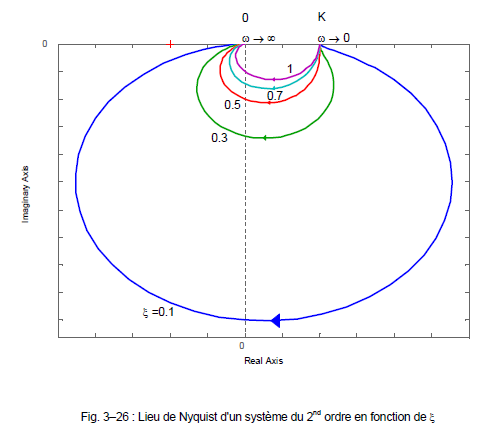 0 K
ω → ∞ ω → 0
0
1
0.7
0.5
0.3
ξ =0.1
Imaginary Axis
0
Real Axis
Fig. 3–26 : Lieu de Nyquist d'un système du 2nd ordre en fonction de ξ